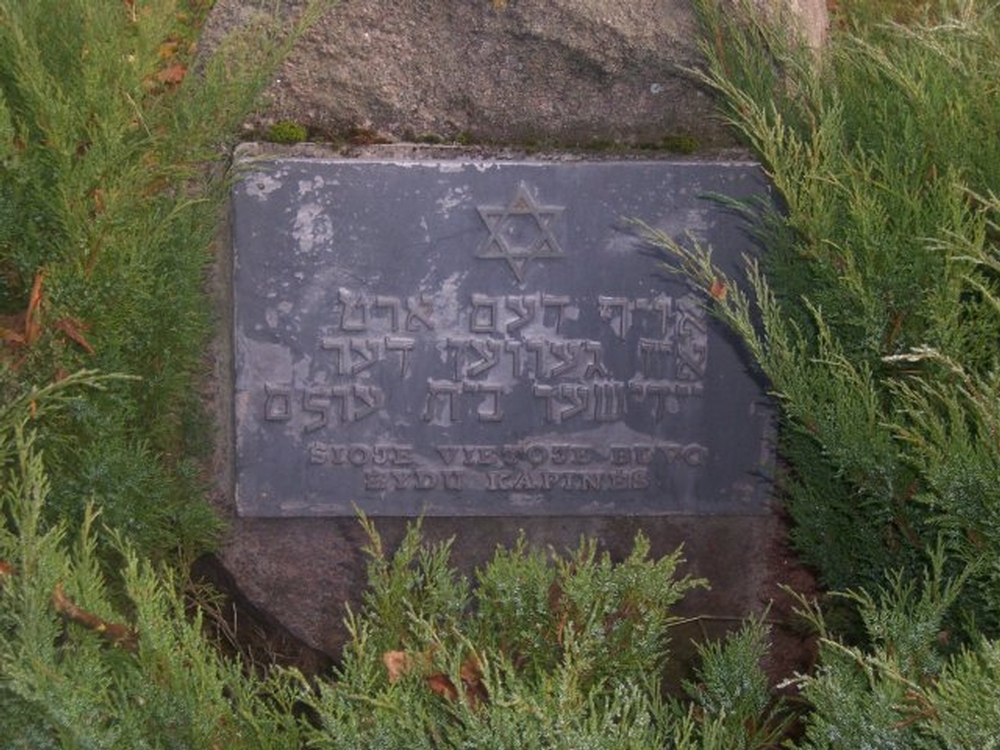 אויף דעם ארט
איז געווען דער
יידישער בית עולם
ŠIOJE VIETOJE BUVO
ŽYDŲ KAPINĖS